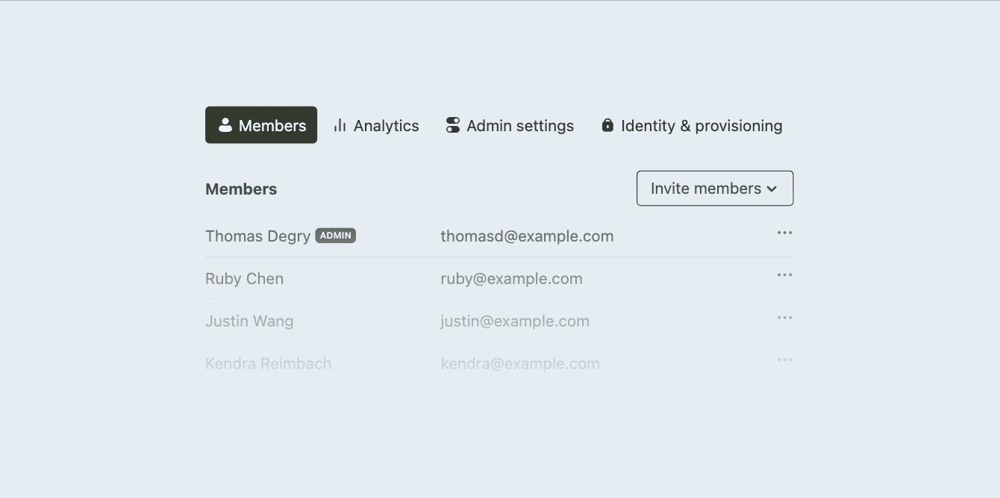 Members Analytics Admin settings Identity & provisioning
Members Invite members
Thomas Degry ADMIN thomasd@example.com
Ruby Chen ruby@example.com
Justin Wang justin@example.com
Kendra Reimbach kendra@example.com